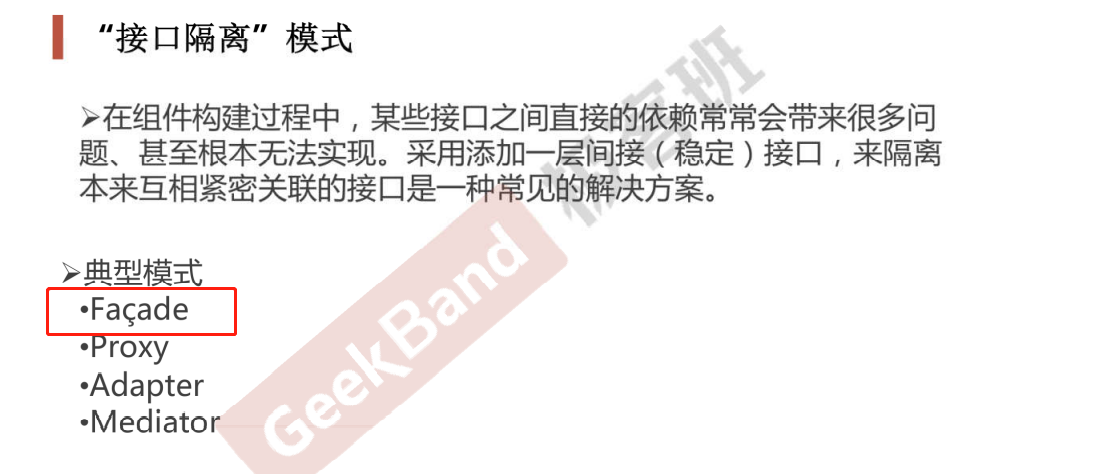 “接口隔离” 模式
➢在组件构建过程中，某些接口之间直接的依赖常常会带来很多问
题、甚至根本无法实现。采用添加一层间接（稳定）接口，来隔离
本来互相紧密关联的接口是一种常见的解决方案。
➢典型模式
•Façade
•Proxy
•Adapter
•Mediator
GeekBand 极客班